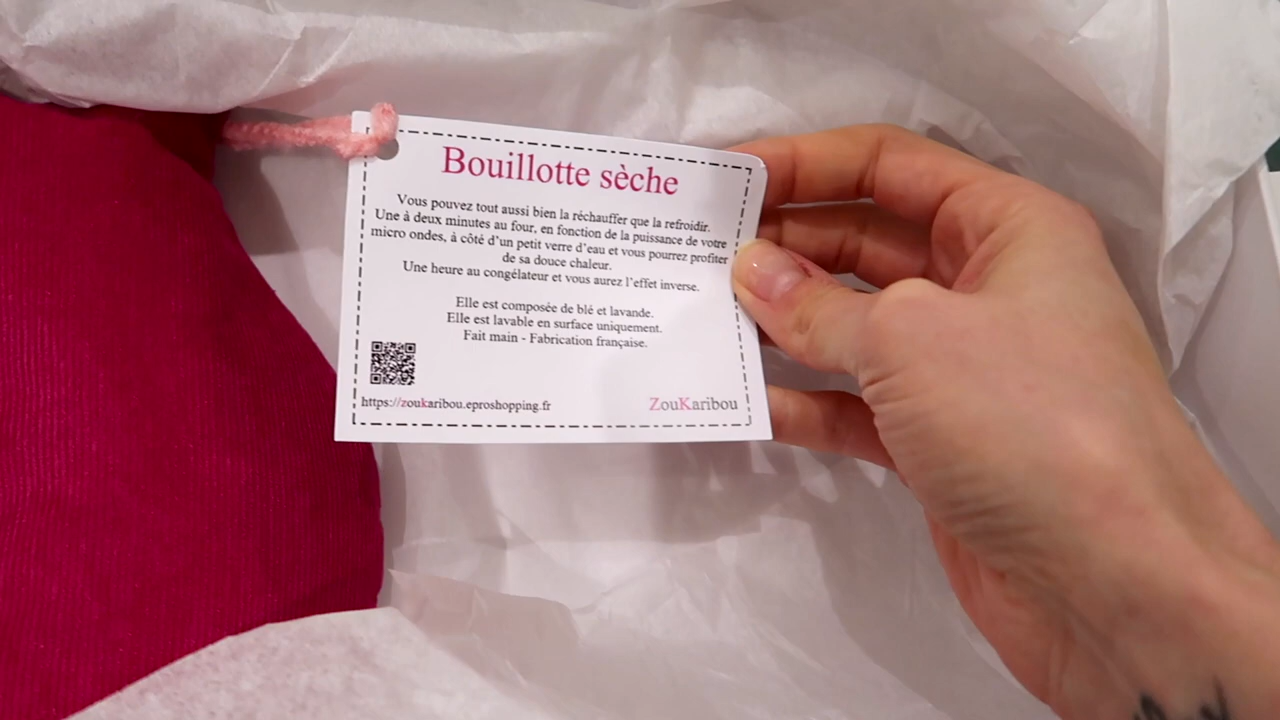 Bouillotte sèche
Vous pouvez tout aussi bien la réchauffer que la refroidir.
Une à deux minutes au four, en fonction de la puissance de votre
micro ondes, à côté d'un petit verre d'eau et vous pourrez profiter
de sa douce chaleur.
Une heure au congélateur et vous aurez l'effet inverse.
Elle est composée de blé et lavande.
Elle est lavable en surface uniquement.
Fait main - Fabrication française.
https://zoukaribou.eproshopping.fr
ZouKaribou